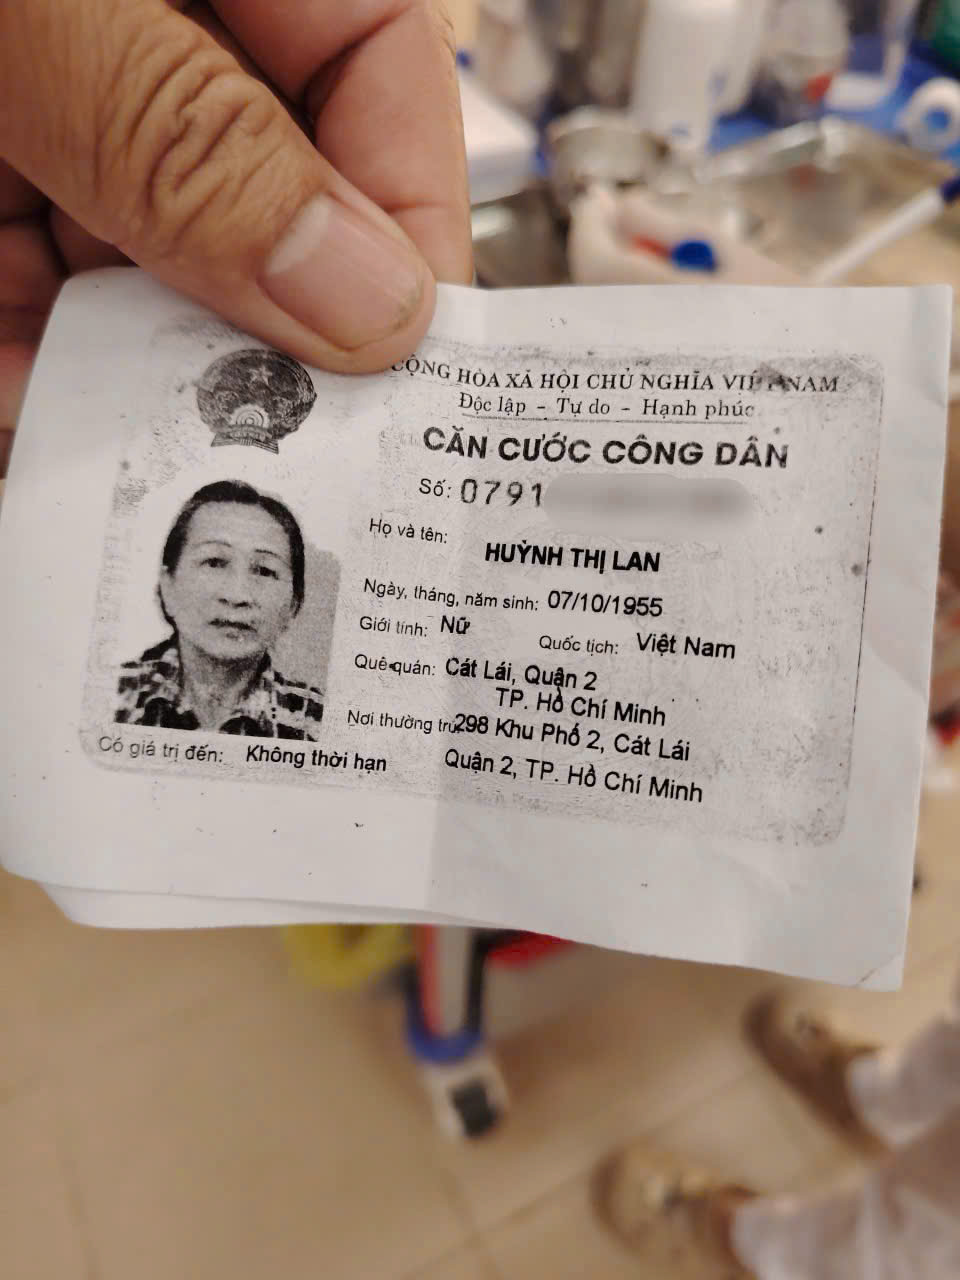 CỘNG HÒA XÃ HỘI CHỦ NGHĨA VIỆT NAM
Độc lập - Tự do - Hạnh phúc
CĂN CƯỚC CÔNG DÂN
Số: 0791
Họ và tên:
HUỲNH THỊ LAN
Ngày, tháng, năm sinh: 07/10/1955
Giới tính: Nữ Quốc tịch: Việt Nam
Quê quán: Cát Lái, Quận 2
TP. Hồ Chí Minh
Nơi thường trú: 298 Khu Phố 2, Cát Lái
Quận 2, TP. Hồ Chí Minh
Có giá trị đến: Không thời hạn